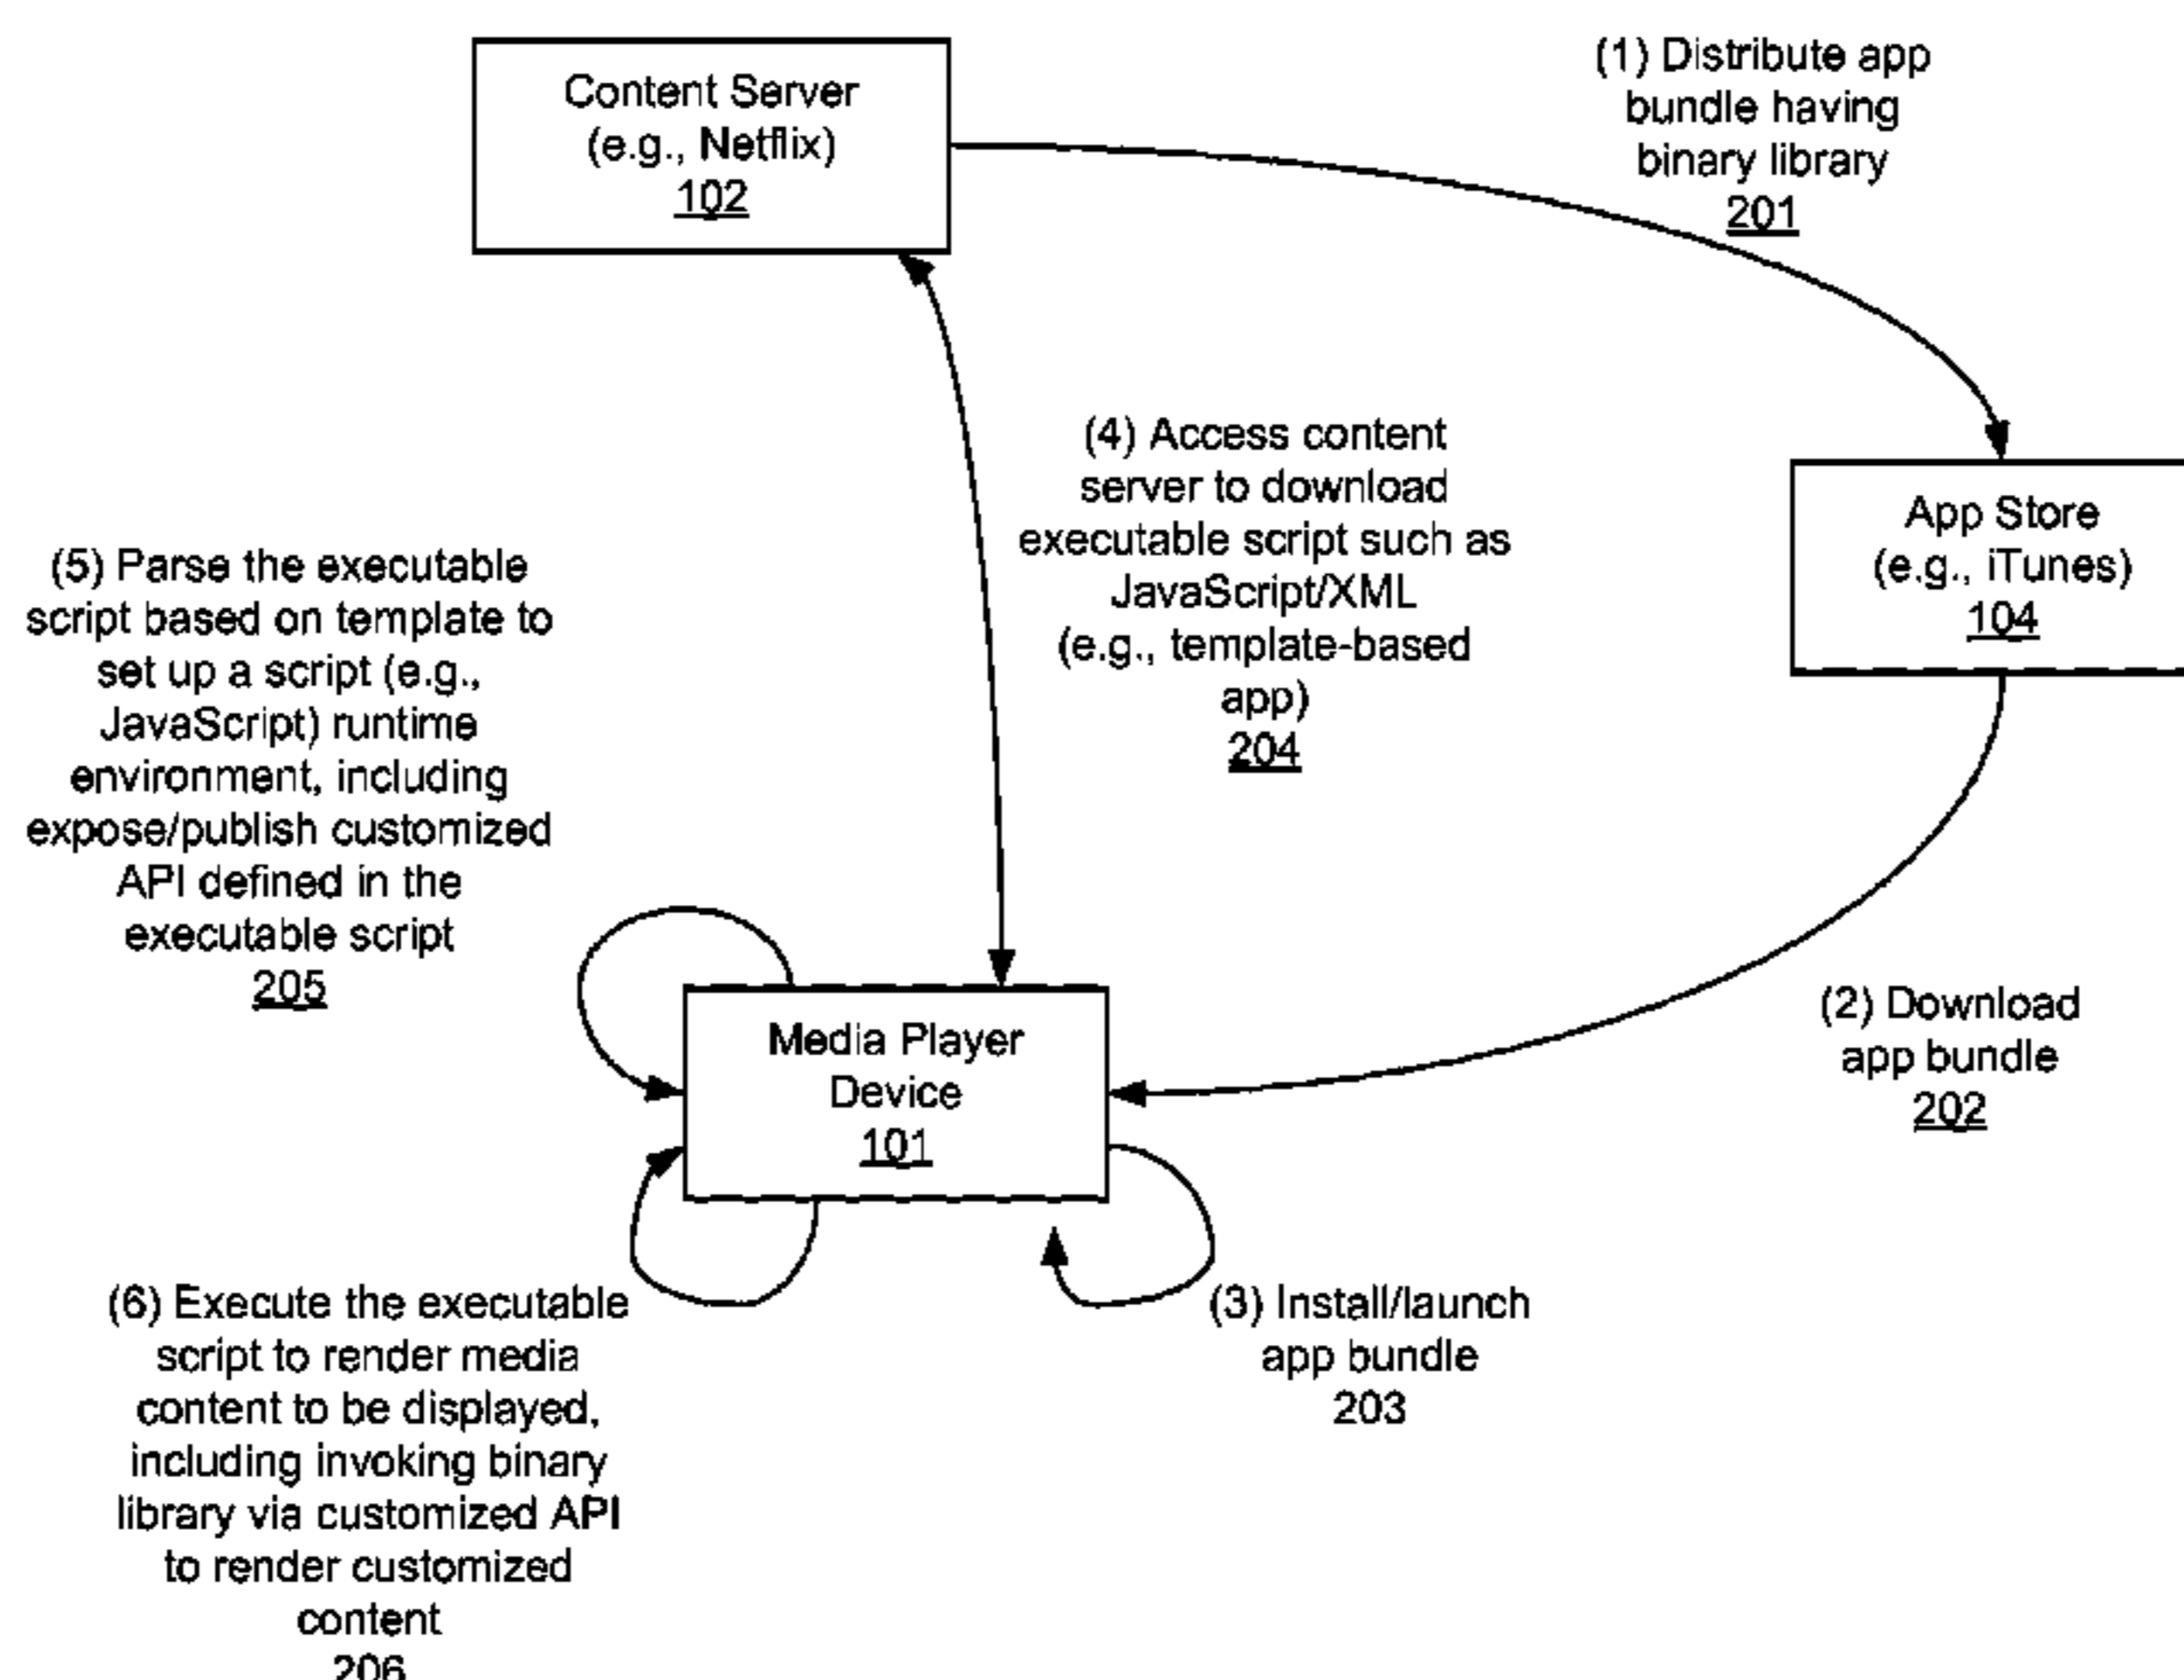 Content Server
(e.g., Netflix)
102
(1) Distribute app
bundle having
binary library
201
(4) Access content
server to download
executable script such as
JavaScript/XML
(e.g., template-based
app)
204
App Store
(e.g., iTunes)
104
(5) Parse the executable
script based on template to
set up a script (e.g.,
JavaScript) runtime
environment, including
expose/publish customized
API defined in the
executable script
205
Media Player
Device
101
(2) Download
app bundle
202
(6) Execute the executable
script to render media
content to be displayed,
including invoking binary
library via customized API
to render customized
content
206
(3) Install/launch
app bundle
203